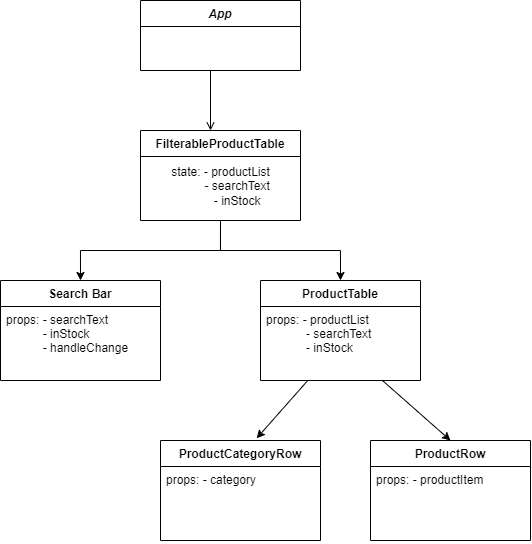 App
FilterableProductTable
state: - productList
- searchText
- inStock
Search Bar
props: - searchText
- inStock
- handleChange
ProductTable
props: - productList
- searchText
- inStock
ProductCategoryRow
props: - category
ProductRow
props: - productItem